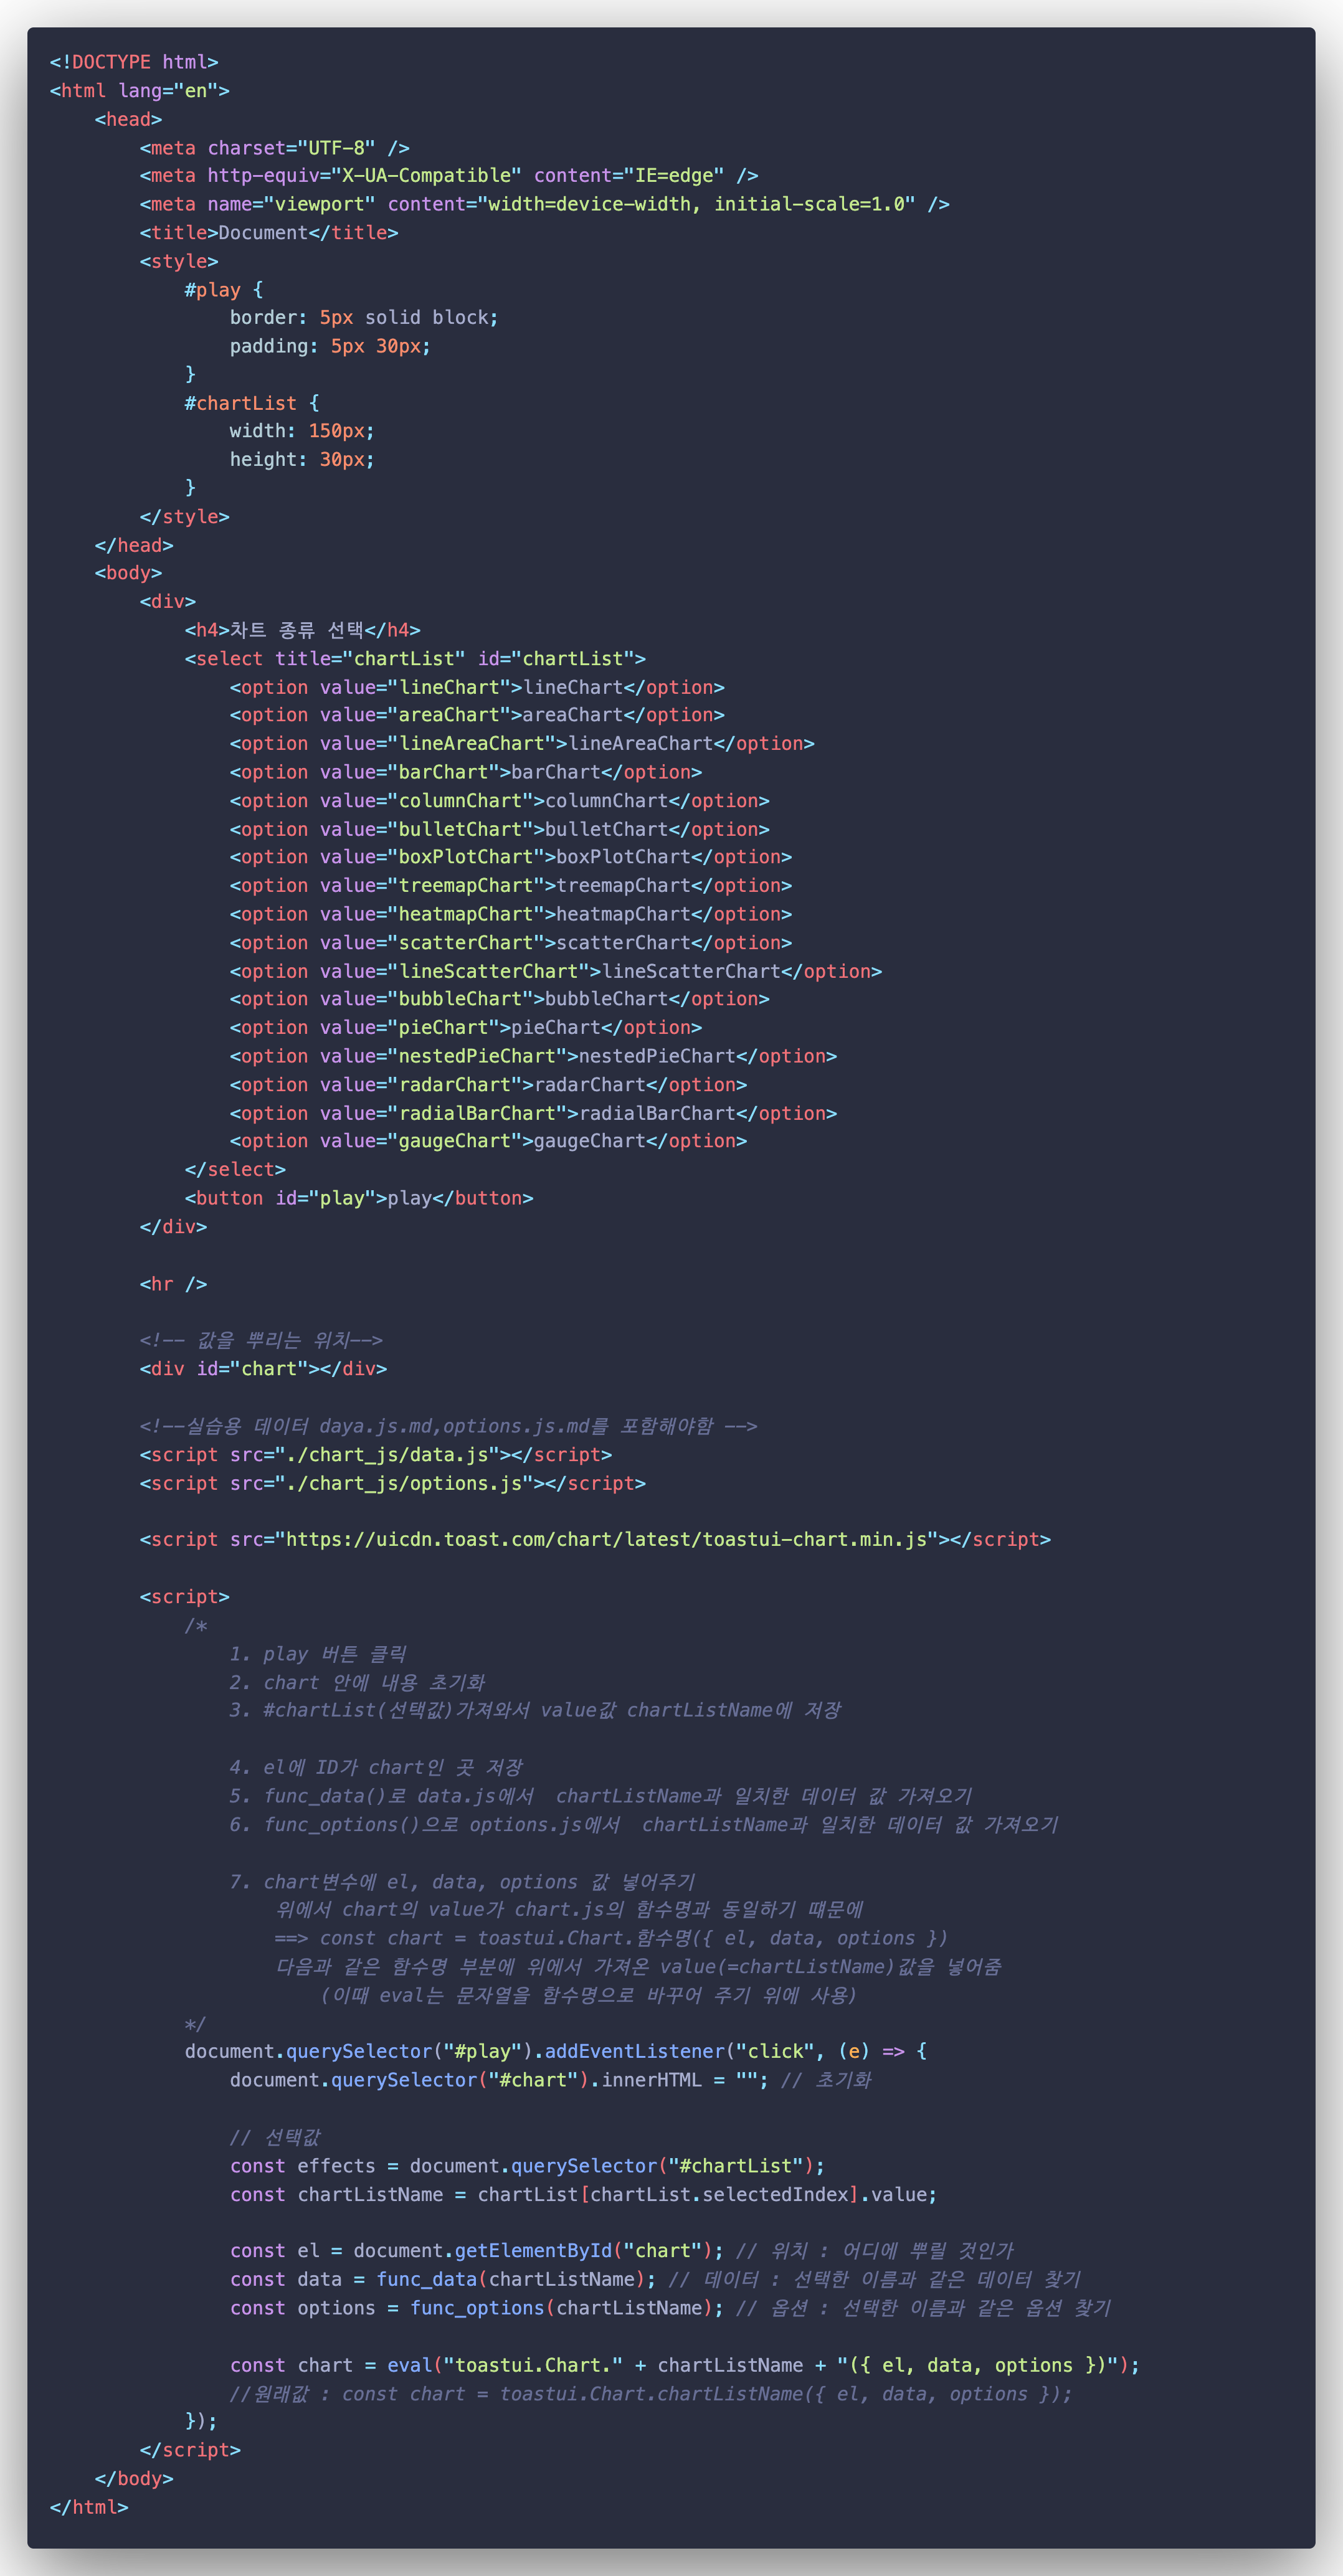 <!DOCTYPE html>
<html lang="en">
    <head>
        <meta charset="UTF-8" />
        <meta http-equiv="X-UA-Compatible" content="IE=edge" />
        <meta name="viewport" content="width=device-width, initial-scale=1.0" />
        <title>Document</title>
        <style>
            #play {
                border: 5px solid block;
                padding: 5px 30px;
            }
            #chartList {
                width: 150px;
                height: 30px;
            }
        </style>
    </head>
    <body>
        <div>
            <h4>차트 종류 선택</h4>
            <select title="chartList" id="chartList">
                <option value="lineChart">lineChart</option>
                <option value="areaChart">areaChart</option>
                <option value="lineAreaChart">lineAreaChart</option>
                <option value="barChart">barChart</option>
                <option value="columnChart">columnChart</option>
                <option value="bulletChart">bulletChart</option>
                <option value="boxPlotChart">boxPlotChart</option>
                <option value="treemapChart">treemapChart</option>
                <option value="heatmapChart">heatmapChart</option>
                <option value="scatterChart">scatterChart</option>
                <option value="lineScatterChart">lineScatterChart</option>
                <option value="bubbleChart">bubbleChart</option>
                <option value="pieChart">pieChart</option>
                <option value="nestedPieChart">nestedPieChart</option>
                <option value="radarChart">radarChart</option>
                <option value="radialBarChart">radialBarChart</option>
                <option value="gaugeChart">gaugeChart</option>
            </select>
            <button id="play">play</button>
        </div>

        <hr />

        <!-- 값을 뿌리는 위치-->
        <div id="chart"></div>

        <!--실습용 데이터 daya.js.md,options.js.md를 포함해야함 -->
        <script src="./chart_js/data.js"></script>
        <script src="./chart_js/options.js"></script>

        <script src="https://uicdn.toast.com/chart/latest/toastui-chart.min.js"></script>

        <script>
            /*
                1. play 버튼 클릭
                2. chart 안에 내용 초기화
                3. #chartList(선택값)가져와서 value값 chartListName에 저장

                4. el에 ID가 chart인 곳 저장
                5. func_data()로 data.js에서  chartListName과 일치한 데이터 값 가져오기
                6. func_options()으로 options.js에서  chartListName과 일치한 데이터 값 가져오기

                7. chart변수에 el, data, options 값 넣어주기
                    위에서 chart의 value가 chart.js의 함수명과 동일하기 떄문에
                    ==> const chart = toastui.Chart.함수명({ el, data, options })
                    다음과 같은 함수명 부분에 위에서 가져온 value(=chartListName)값을 넣어줌
                        (이때 eval는 문자열을 함수명으로 바꾸어 주기 위에 사용)
            */
            document.querySelector("#play").addEventListener("click", (e) => {
                document.querySelector("#chart").innerHTML = ""; // 초기화

                // 선택값
                const effects = document.querySelector("#chartList");
                const chartListName = chartList[chartList.selectedIndex].value;

                const el = document.getElementById("chart"); // 위치 : 어디에 뿌릴 것인가
                const data = func_data(chartListName); // 데이터 : 선택한 이름과 같은 데이터 찾기
                const options = func_options(chartListName); // 옵션 : 선택한 이름과 같은 옵션 찾기

                const chart = eval("toastui.Chart." + chartListName + "({ el, data, options })");
                //원래값 : const chart = toastui.Chart.chartListName({ el, data, options });
            });
        </script>
    </body>
</html>